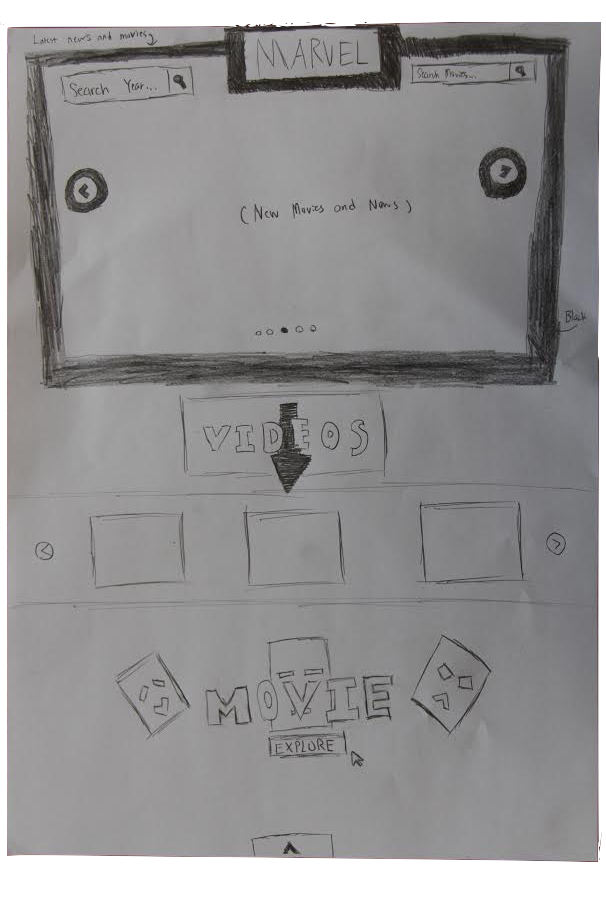 Latest news and movies
MARVEL
Search Year...
Search Movies...
(New Movies and News)
Black
VIDEOS
MOVIE
EXPLORE